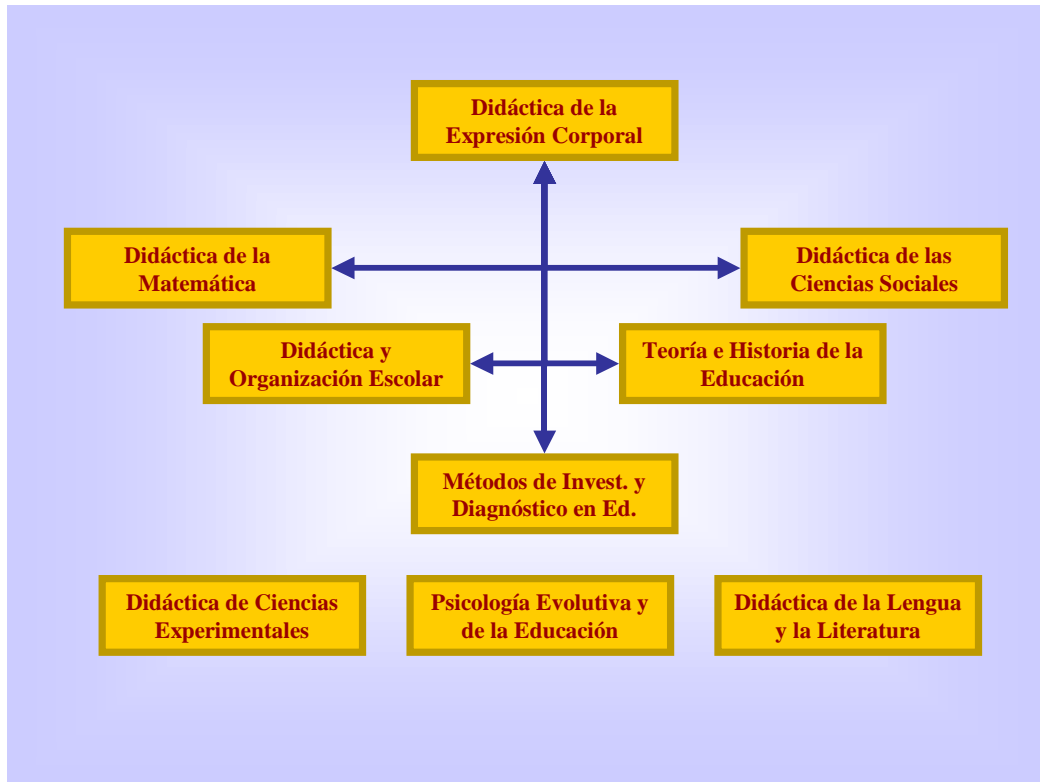 Didáctica de la
Expresión Corporal
Didáctica de la
Matemática
Didáctica de las
Ciencias Sociales
Didáctica y
Organización Escolar
Teoría e Historia de la
Educación
Métodos de Invest. y
Diagnóstico en Ed.
Didáctica de Ciencias
Experimentales
Psicología Evolutiva y
de la Educación
Didáctica de la Lengua
y la Literatura